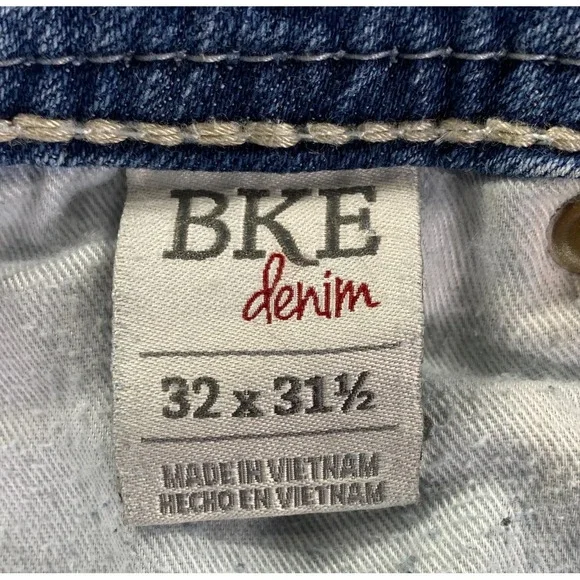 BKE
denim
32 x 31½
MADE IN VIETNAM
HECHO EN VIETNAM